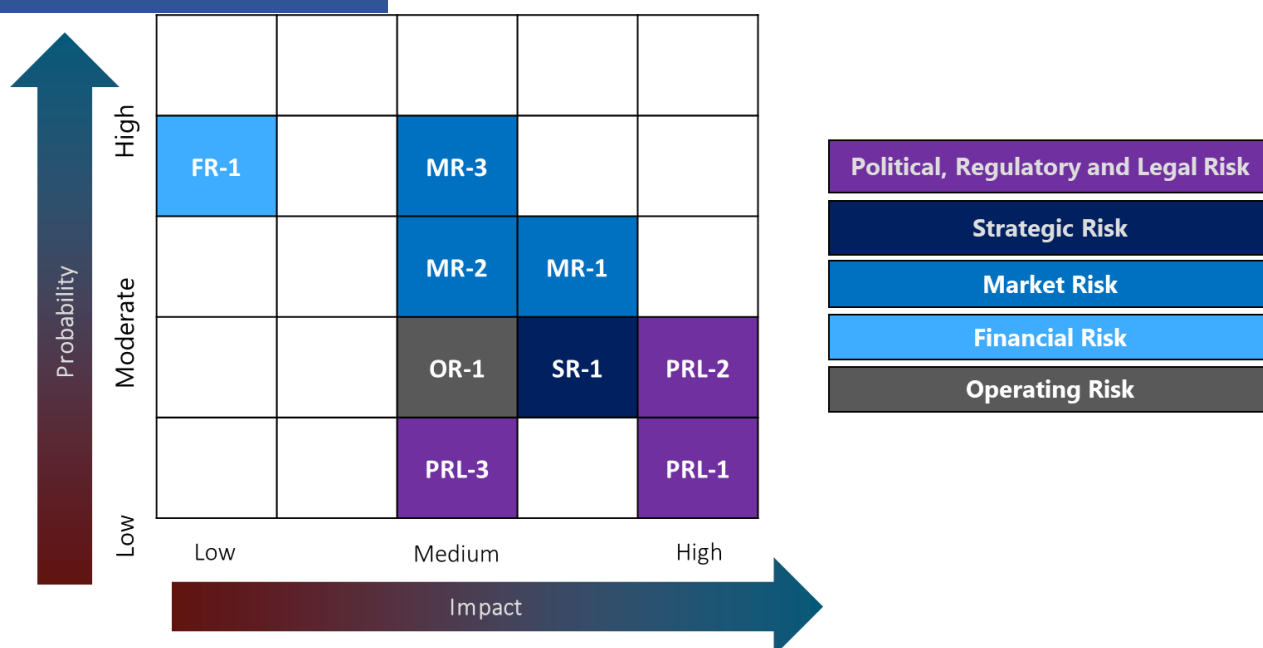 Probability
High
Moderate
Low
FR-1
MR-3
MR-2
MR-1
OR-1
SR-1
PRL-2
PRL-3
PRL-1
Low
Medium
High
Impact
Political, Regulatory and Legal Risk
Strategic Risk
Market Risk
Financial Risk
Operating Risk